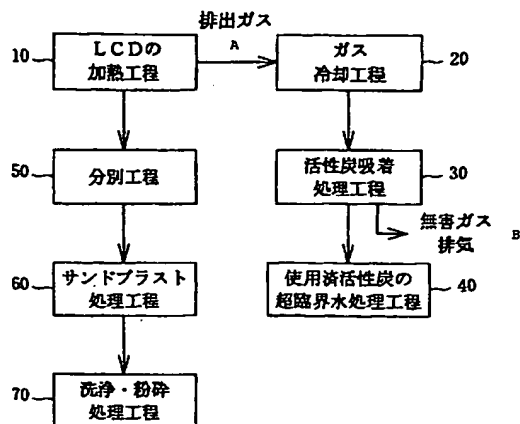 排出ガス
A
10
LCDの
加熱工程
ガス
冷却工程
20
50
分別工程
活性炭吸着
処理工程
30
無害ガス
排気
B
60
サンドブラスト
処理工程
使用済活性炭の
超臨界水処理工程
40
70
洗浄・粉砕
処理工程